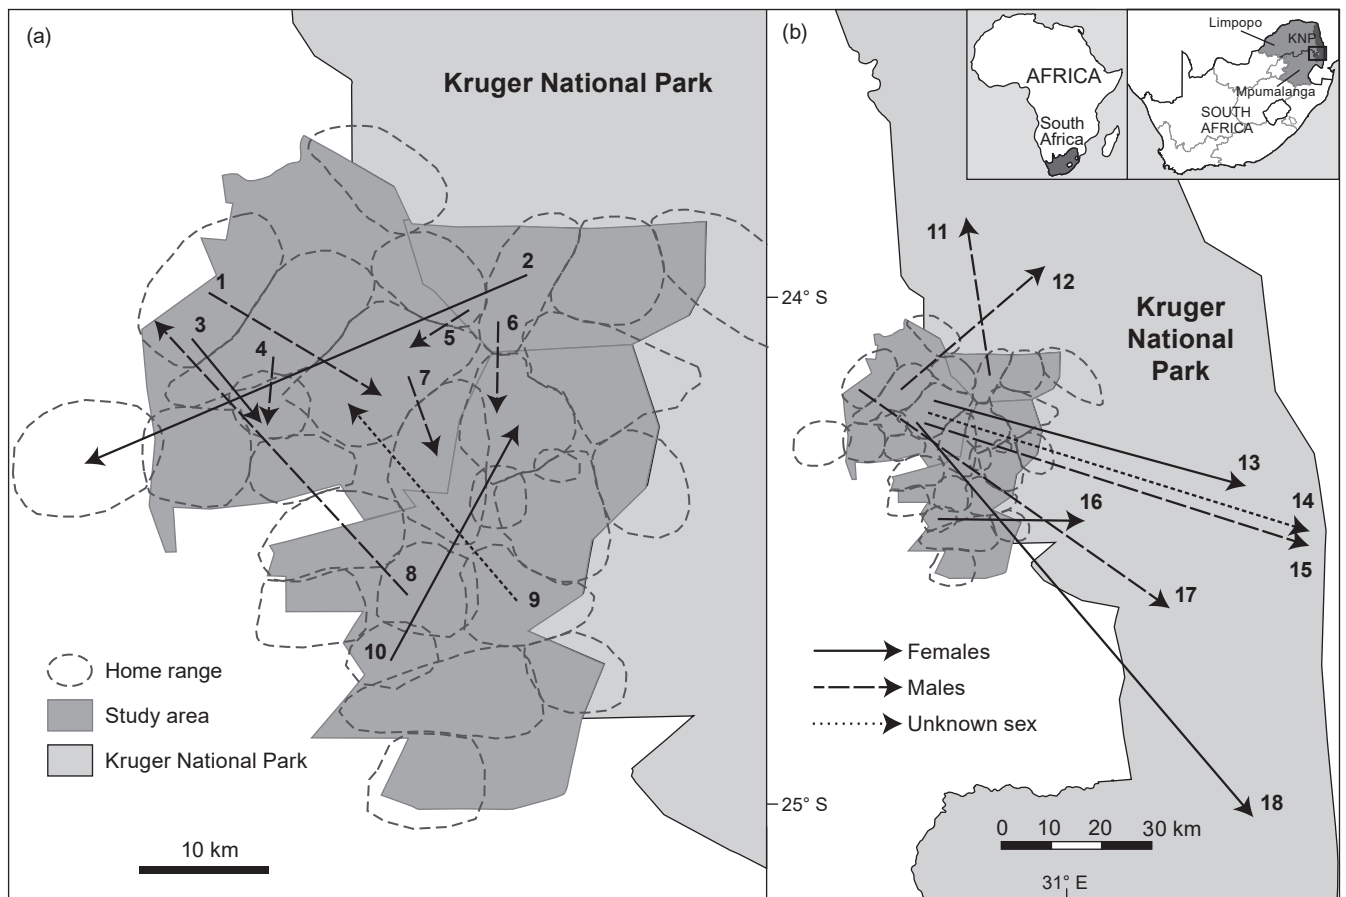 (a)
Kruger National Park
1
2
3
4
5
6
7
8
9
10
Home range
Study area
Kruger National Park
10 km
(b)
AFRICA
South
Africa
Limpopo
KNP
Mpumalanga
SOUTH
AFRICA
11
12
24° S
Kruger
National
Park
13
14
15
16
17
18
Females
Males
Unknown sex
25° S
0 10 20 30 km
31° E